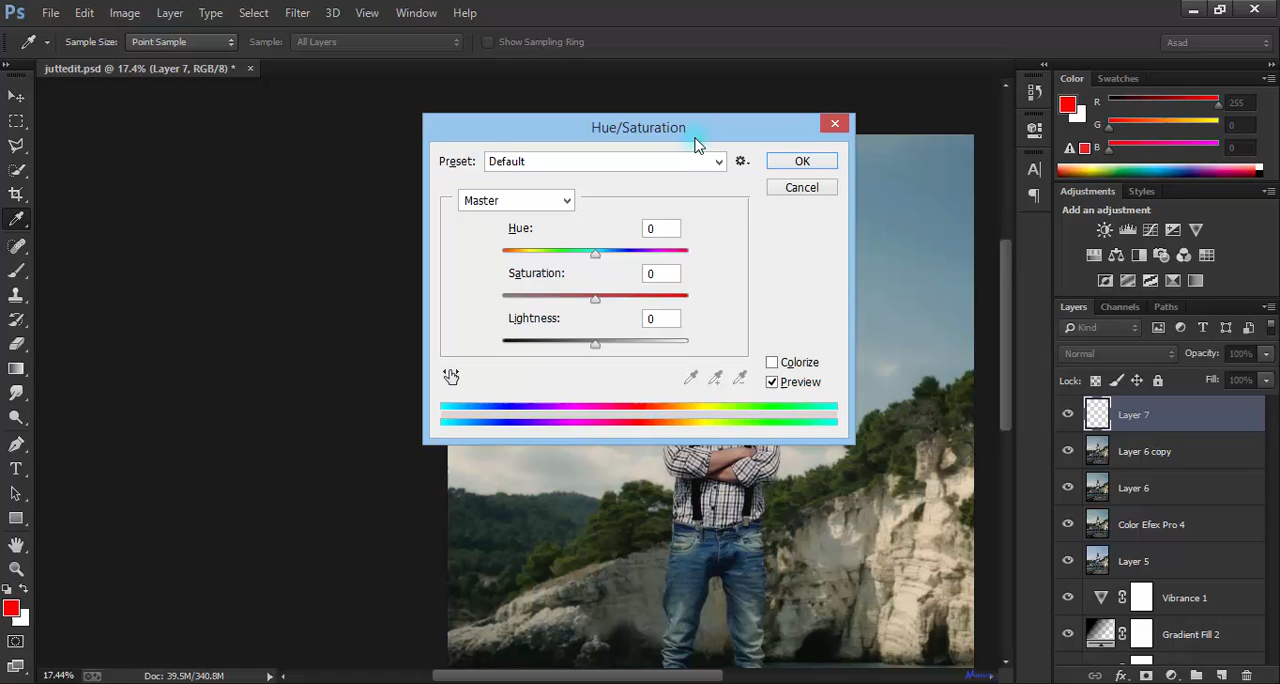 Ps File Edit Image Layer Type Select Filter 3D View Window Help
Sample Size: Point Sample Sample: All Layers Show Sampling Ring Asad
juttedit.psd @ 17.4% (Layer 7, RGB/8) * ×
Hue/Saturation
Preset: Default OK
Cancel
Master
Hue: 0
Saturation: 0
Lightness: 0
Colorize
Preview
Color Swatches
R 255
G 0
B 0
Adjustments Styles
Add an adjustment
Layers Channels Paths
Kind
Normal Opacity: 100%
Lock: Fill: 100%
Layer 7
Layer 6 copy
Layer 6
Color Efex Pro 4
Layer 5
Vibrance 1
Gradient Fill 2
17.44% Doc: 39.5M/340.8M